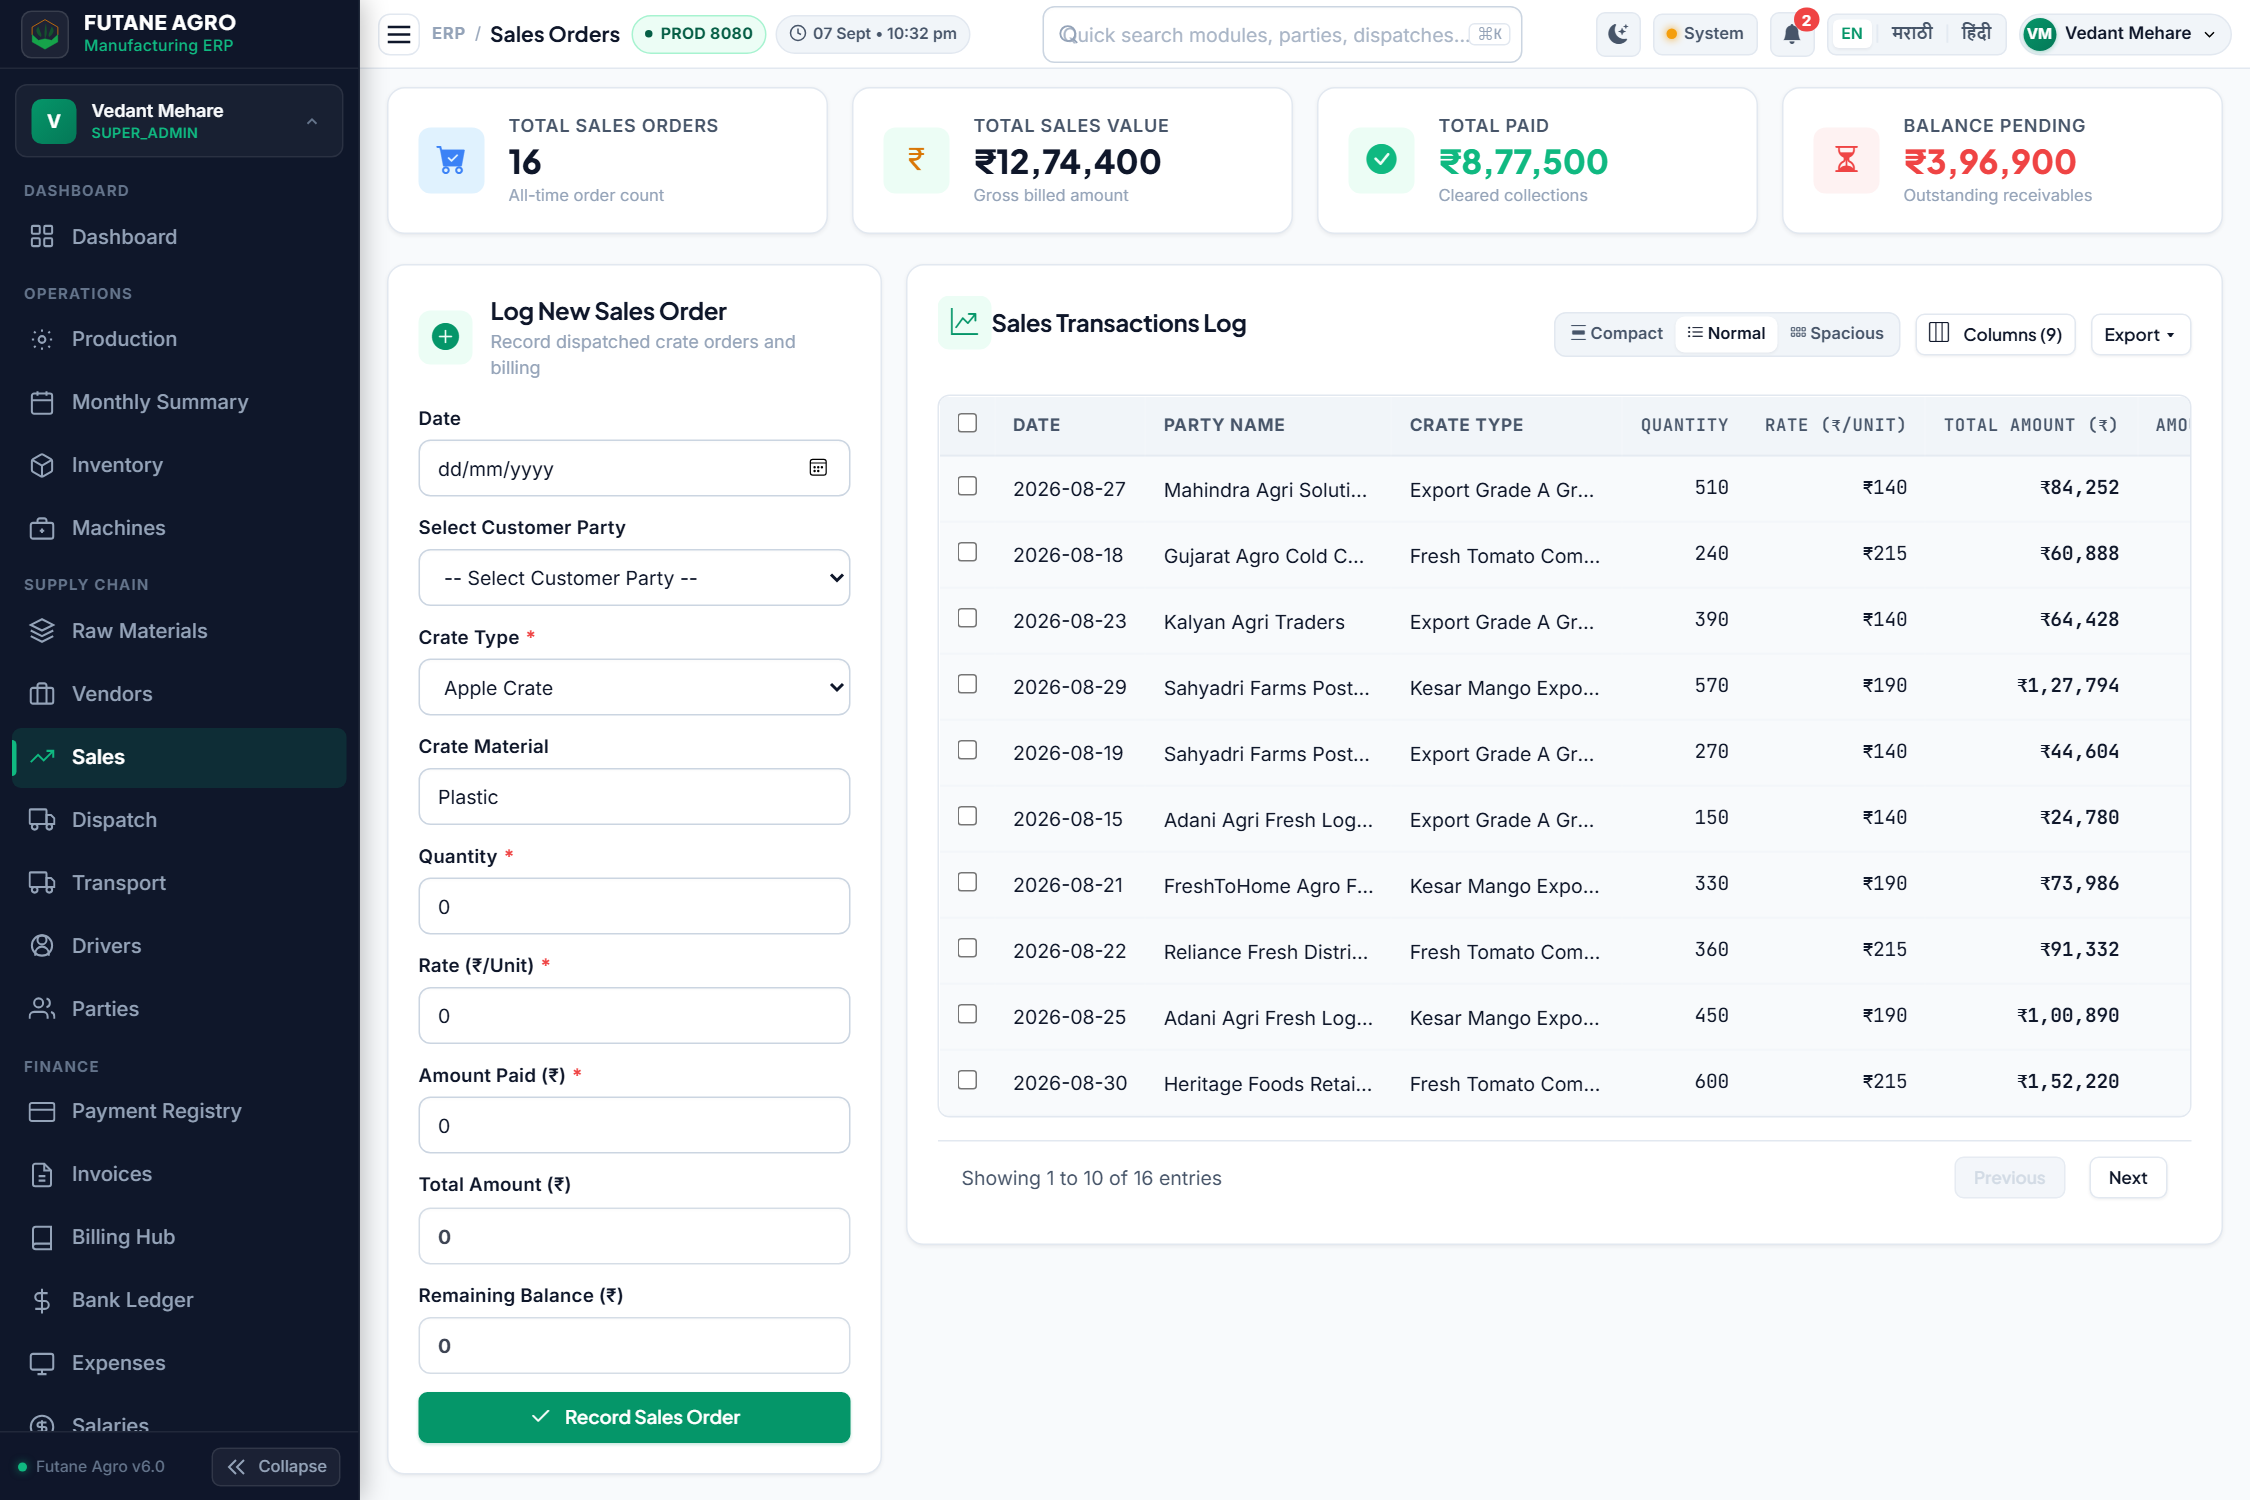 FUTANE AGRO
Manufacturing ERP
V
Vedant Mehare
SUPER_ADMIN
DASHBOARD
Dashboard
OPERATIONS
Production
Monthly Summary
Inventory
Machines
SUPPLY CHAIN
Raw Materials
Vendors
Sales
Dispatch
Transport
Drivers
Parties
FINANCE
Payment Registry
Invoices
Billing Hub
Bank Ledger
Expenses
Salaries
Futane Agro v6.0
Collapse
ERP / Sales Orders
PROD 8080
07 Sept • 10:32 pm
Quick search modules, parties, dispatches...
⌘K
System
2
EN
मराठी
हिंदी
VM
Vedant Mehare
TOTAL SALES ORDERS
16
All-time order count
₹
TOTAL SALES VALUE
₹12,74,400
Gross billed amount
TOTAL PAID
₹8,77,500
Cleared collections
BALANCE PENDING
₹3,96,900
Outstanding receivables
Log New Sales Order
Record dispatched crate orders and
billing
Date
dd/mm/yyyy
Select Customer Party
-- Select Customer Party --
Crate Type *
Apple Crate
Crate Material
Plastic
Quantity *
0
Rate (₹/Unit) *
0
Amount Paid (₹) *
0
Total Amount (₹)
0
Remaining Balance (₹)
0
Record Sales Order
Sales Transactions Log
Compact
Normal
Spacious
Columns (9)
Export
DATE PARTY NAME CRATE TYPE QUANTITY RATE (₹/UNIT) TOTAL AMOUNT (₹)
2026-08-27 Mahindra Agri Soluti... Export Grade A Gr... 510 ₹140 ₹84,252
2026-08-18 Gujarat Agro Cold C... Fresh Tomato Com... 240 ₹215 ₹60,888
2026-08-23 Kalyan Agri Traders Export Grade A Gr... 390 ₹140 ₹64,428
2026-08-29 Sahyadri Farms Post... Kesar Mango Expo... 570 ₹190 ₹1,27,794
2026-08-19 Sahyadri Farms Post... Export Grade A Gr... 270 ₹140 ₹44,604
2026-08-15 Adani Agri Fresh Log... Export Grade A Gr... 150 ₹140 ₹24,780
2026-08-21 FreshToHome Agro F... Kesar Mango Expo... 330 ₹190 ₹73,986
2026-08-22 Reliance Fresh Distri... Fresh Tomato Com... 360 ₹215 ₹91,332
2026-08-25 Adani Agri Fresh Log... Kesar Mango Expo... 450 ₹190 ₹1,00,890
2026-08-30 Heritage Foods Retai... Fresh Tomato Com... 600 ₹215 ₹1,52,220
Showing 1 to 10 of 16 entries
Previous
Next